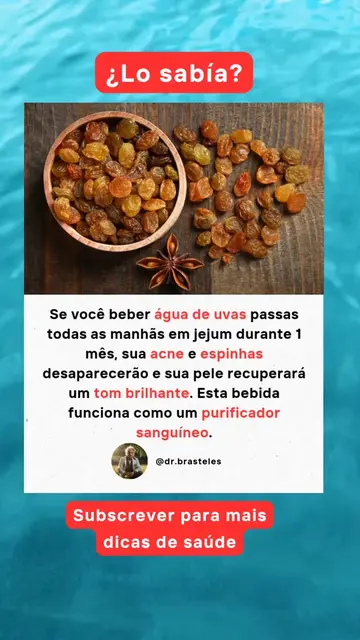 ¿Lo sabía?
Se você beber água de uvas passas
todas as manhãs em jejum durante 1
mês, sua acne e espinhas
desaparecerão e sua pele recuperará
um tom brilhante. Esta bebida
funciona como um purificador
sanguíneo.
@dr.brasteles
Subscrever para mais
dicas de saúde